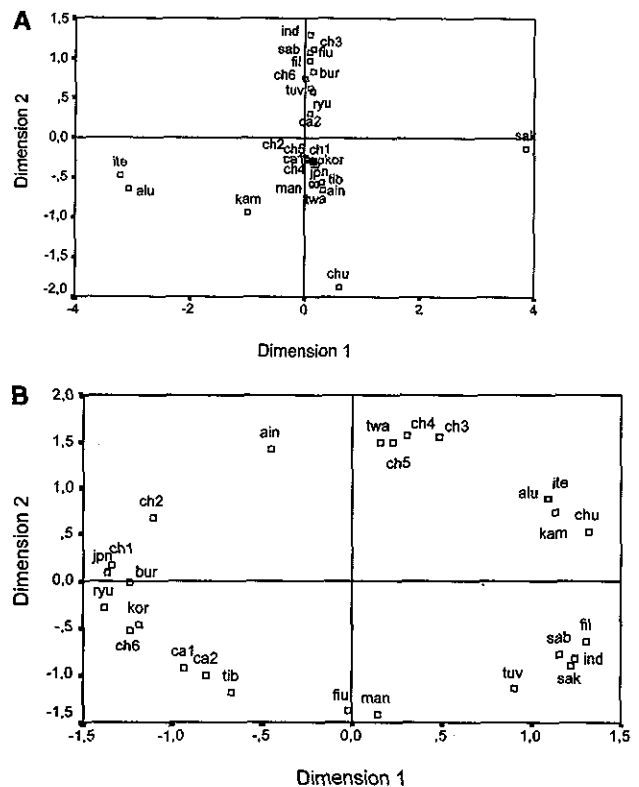 A
1,5
ind
ch3
sab
fiu
1,0
fil
bur
ch6
,5
tuv
ryu
ca2
0,0
sak
ch2
ch5
ch1
ca1
kor
ite
ch4
jpn
-,5
tib
alu
man
ain
kam
twa
-1,0
-1,5
chu
-2,0
-4
-2
0
2
4
Dimension 2
Dimension 1
B
2,0
ain
twa
ch4
ch3
1,5
ch5
1,0
alu
ite
ch2
chu
,5
kam
jpn
ch1
bur
0,0
ryu
kor
fil
-,5
ch6
sab
ca1
ca2
ind
tib
sak
-1,0
fiu
man
tuv
-1,5
-1,5
-1,0
-,5
0,0
,5
1,0
1,5
Dimension 2
Dimension 1